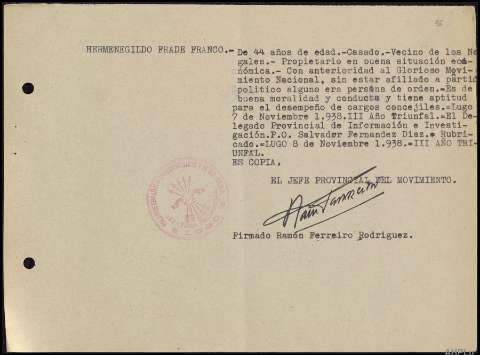 36
HERMENEGILDO FRADE FRANCO.- De 44 años de edad.-Casado.-Vecino de los No
gales.- Propietario en buena situación eco
nómica.- Con anterioridad al Glorioso Movi-
miento Nacional, sin estar afiliado a partid
politico alguno era persona de orden.-Es de
buena moralidad y conducta y tiene aptitud
para el desempeño de cargos concejiles.-Lugo
7 de Noviembre 1.938.III Año Triunfal.-El De
legado Provincial de Información e Investi-
gación.P.O. Salvador Fernandez Diaz.- Rubri-
cado.-LUGO 8 de Noviembre 1.938.-III AÑO TRI-
UNFAL.
ES COPIA.
EL JEFE PROVINCIAL DEL MOVIMIENTO.
Firmado Ramón Ferreiro Rodriguez.